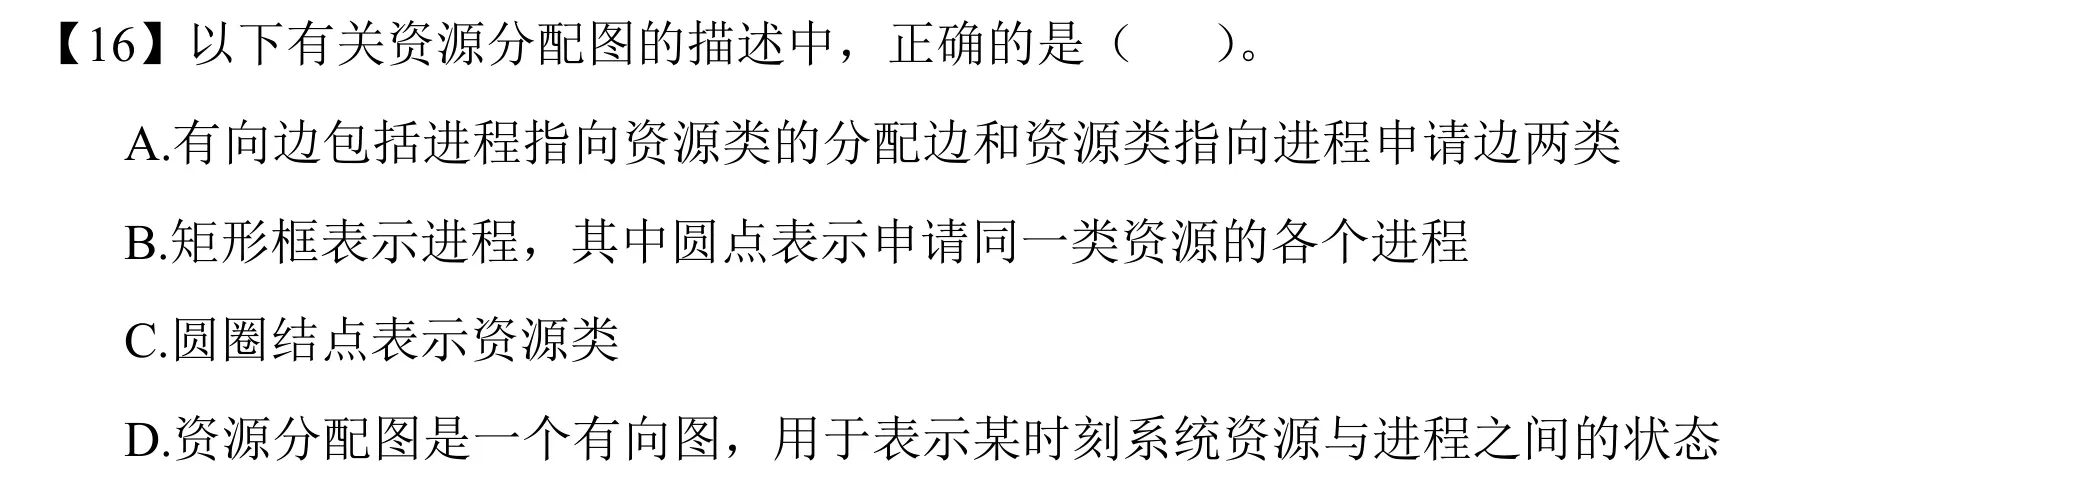 【16】以下有关资源分配图的描述中，正确的是（    ）。
A.有向边包括进程指向资源类的分配边和资源类指向进程申请边两类
B.矩形框表示进程，其中圆点表示申请同一类资源的各个进程
C.圆圈结点表示资源类
D.资源分配图是一个有向图，用于表示某时刻系统资源与进程之间的状态